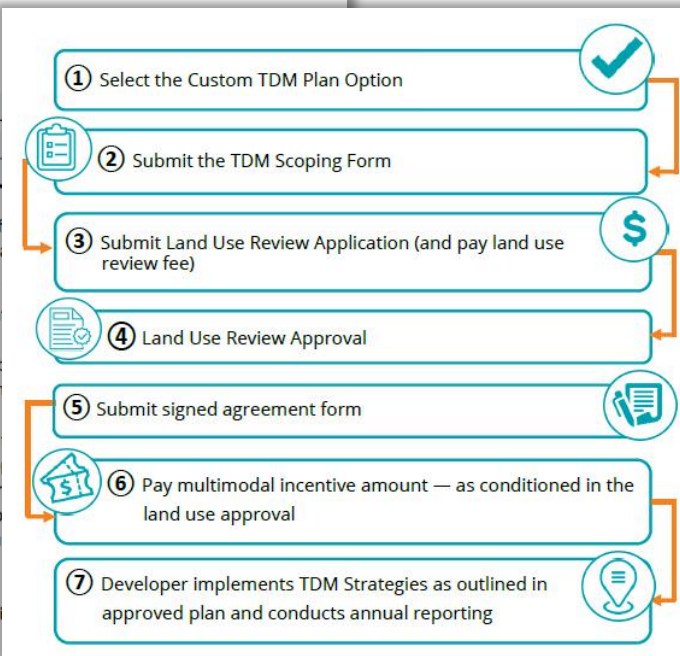 ① Select the Custom TDM Plan Option
② Submit the TDM Scoping Form
③ Submit Land Use Review Application (and pay land use
review fee)
$
④ Land Use Review Approval
⑤ Submit signed agreement form
$
⑥ Pay multimodal incentive amount — as conditioned in the
land use approval
⑦ Developer implements TDM Strategies as outlined in
approved plan and conducts annual reporting